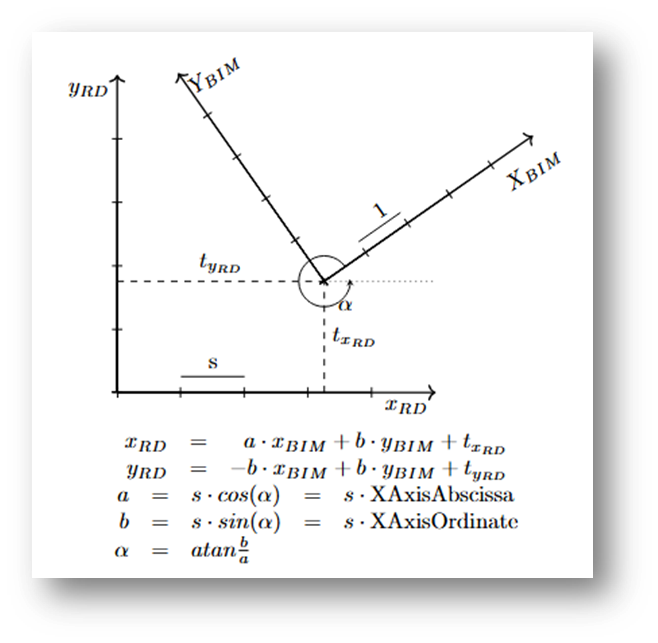 y_RD
Y_BIM
X_BIM
1
t_yRD
α
t_xRD
s
x_RD
x_RD = a · x_BIM + b · y_BIM + t_xRD
y_RD = −b · x_BIM + b · y_BIM + t_yRD
a = s · cos(α) = s · XAxisAbscissa
b = s · sin(α) = s · XAxisOrdinate
α = atan b/a